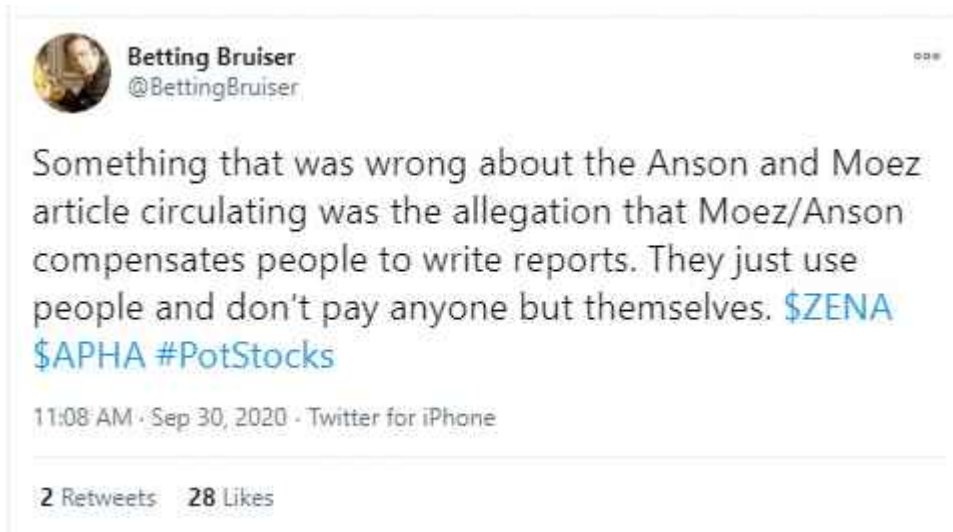 Betting Bruiser
@BettingBruiser
Something that was wrong about the Anson and Moez
article circulating was the allegation that Moez/Anson
compensates people to write reports. They just use
people and don't pay anyone but themselves. $ZENA
$APHA #PotStocks
11:08 AM · Sep 30, 2020 · Twitter for iPhone
2 Retweets 28 Likes